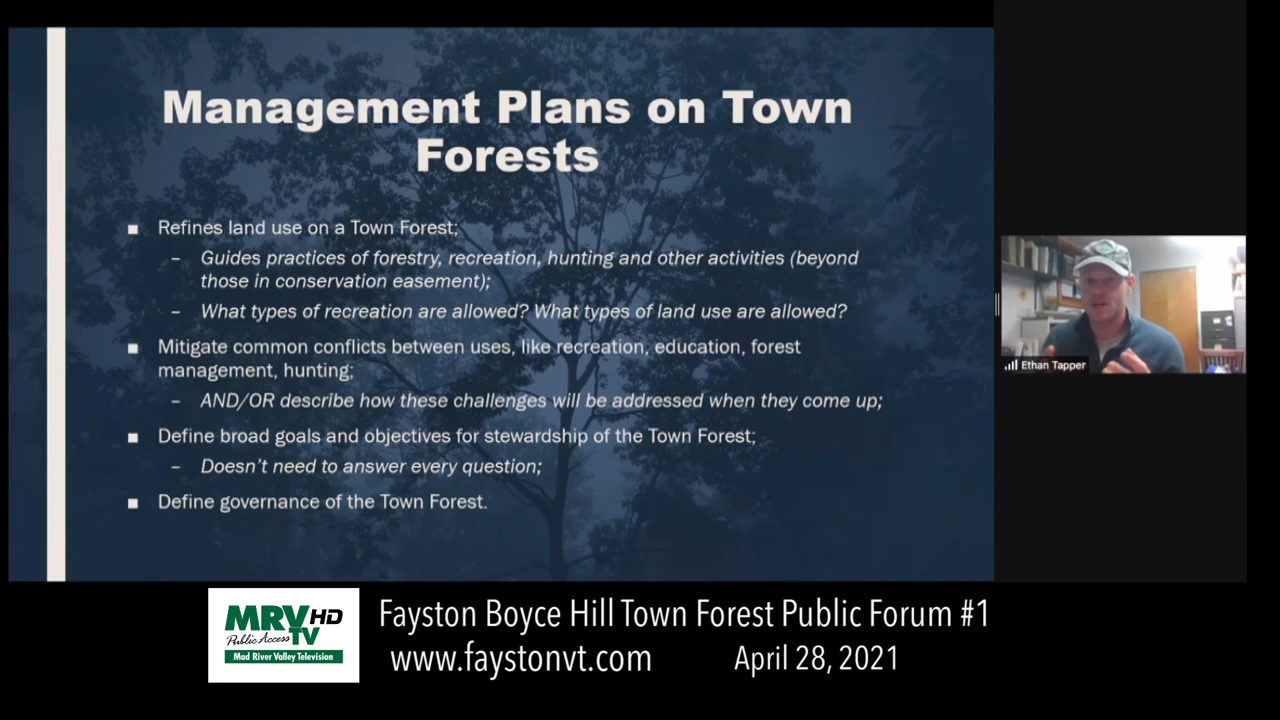 Management Plans on Town
Forests
Refines land use on a Town Forest;
– Guides practices of forestry, recreation, hunting and other activities (beyond
those in conservation easement);
– What types of recreation are allowed? What types of land use are allowed?
Mitigate common conflicts between uses, like recreation, education, forest
management, hunting;
– AND/OR describe how these challenges will be addressed when they come up;
Define broad goals and objectives for stewardship of the Town Forest;
– Doesn't need to answer every question;
Define governance of the Town Forest.
Ethan Tapper
MRV HD
Public Access TV
Mad River Valley Television
Fayston Boyce Hill Town Forest Public Forum #1
www.faystonvt.com April 28, 2021